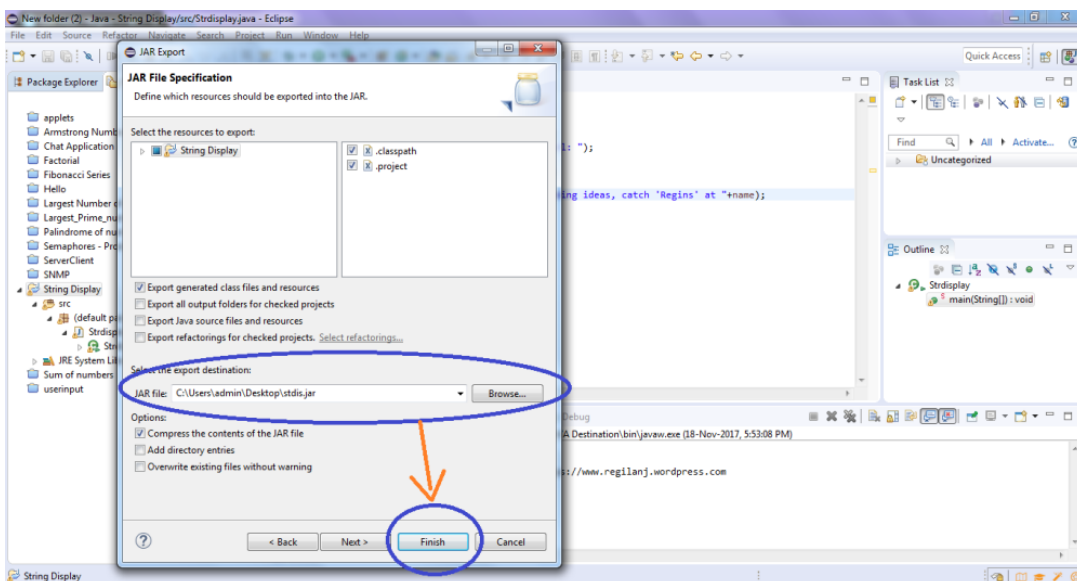 New folder (2) - Java - String Display/src/Strdisplay.java - Eclipse
File Edit Source Refactor Navigate Search Project Run Window Help
Quick Access
Package Explorer
applets
Armstrong Numb
Chat Application
Factorial
Fibonacci Series
Hello
Largest Number
Largest_Prime_nu
Palindrome of nu
Semaphores - Pro
ServerClient
SNMP
String Display
src
(default pa
Strdisp
Str
JRE System Lib
Sum of numbers
userinput
JAR Export
JAR File Specification
Define which resources should be exported into the JAR.
Select the resources to export:
String Display
.classpath
.project
Export generated class files and resources
Export all output folders for checked projects
Export Java source files and resources
Export refactorings for checked projects. Select refactorings...
Select the export destination:
JAR file: C:\Users\admin\Desktop\stdis.jar
Browse...
Options:
Compress the contents of the JAR file
Add directory entries
Overwrite existing files without warning
< Back Next > Finish Cancel
l: ");
ing ideas, catch 'Regins' at "+name);
Task List
Find All Activate...
Uncategorized
Outline
Strdisplay
main(String[]) : void
Debug
A Destination\bin\javaw.exe (18-Nov-2017, 5:53:08 PM)
s://www.regilanj.wordpress.com
String Display